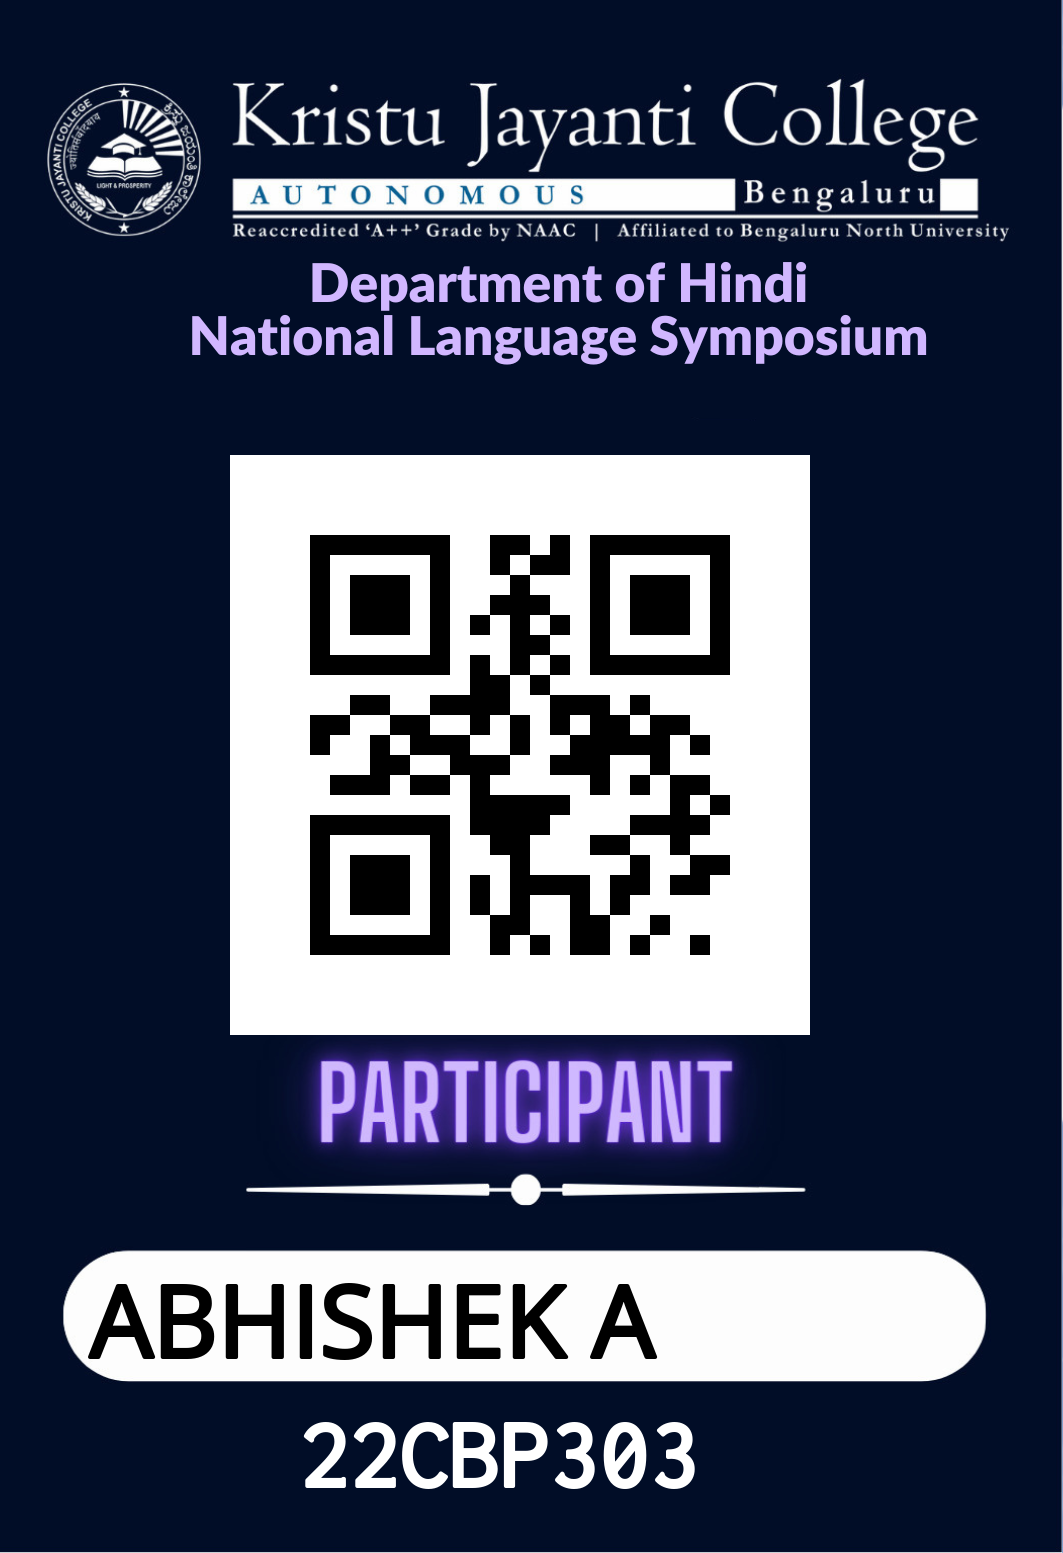 KRISTU JAYANTI COLLEGE
LIGHT & PROSPERITY
Kristu Jayanti College
AUTONOMOUS Bengaluru
Reaccredited ‘A++’ Grade by NAAC | Affiliated to Bengaluru North University
Department of Hindi
National Language Symposium
PARTICIPANT
ABHISHEK A
22CBP303